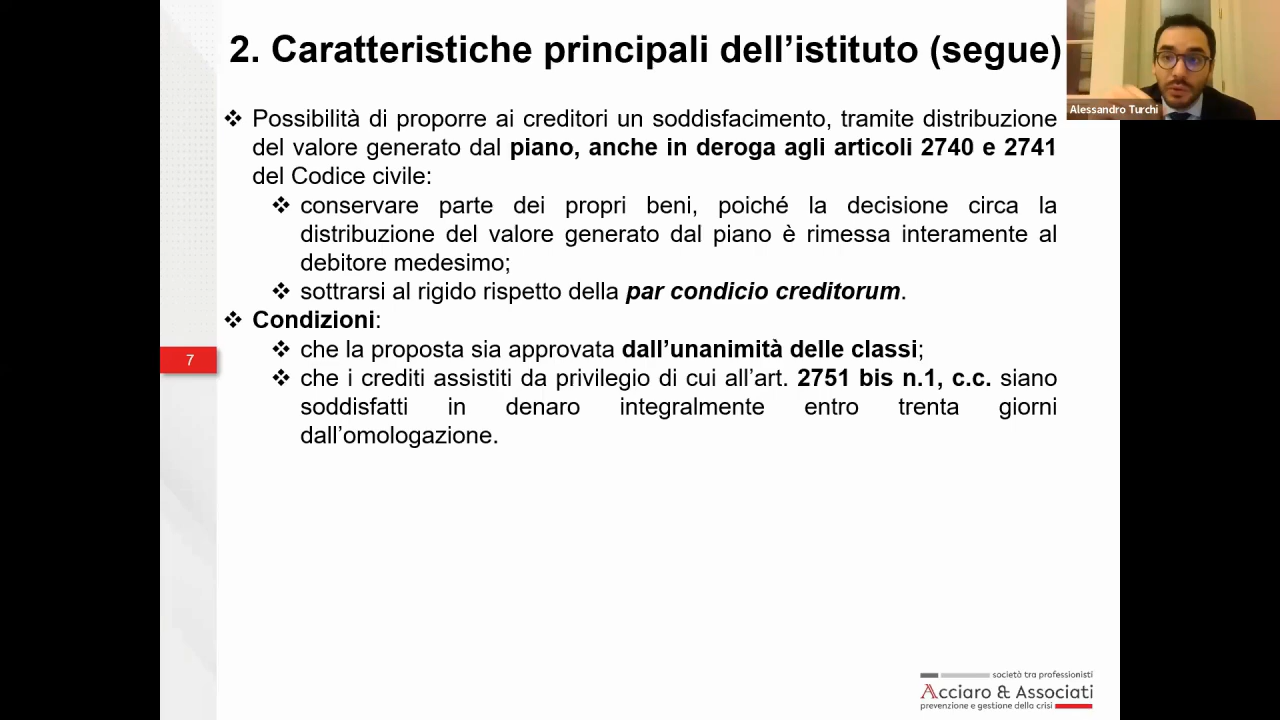 2. Caratteristiche principali dell’istituto (segue)
Alessandro Turchi
❖ Possibilità di proporre ai creditori un soddisfacimento, tramite distribuzione
del valore generato dal piano, anche in deroga agli articoli 2740 e 2741
del Codice civile:
❖ conservare parte dei propri beni, poiché la decisione circa la
distribuzione del valore generato dal piano è rimessa interamente al
debitore medesimo;
❖ sottrarsi al rigido rispetto della par condicio creditorum.
❖ Condizioni:
❖ che la proposta sia approvata dall’unanimità delle classi;
❖ che i crediti assistiti da privilegio di cui all’art. 2751 bis n.1, c.c. siano
soddisfatti in denaro integralmente entro trenta giorni
dall’omologazione.
7
società tra professionisti
Acciaro & Associati
prevenzione e gestione della crisi